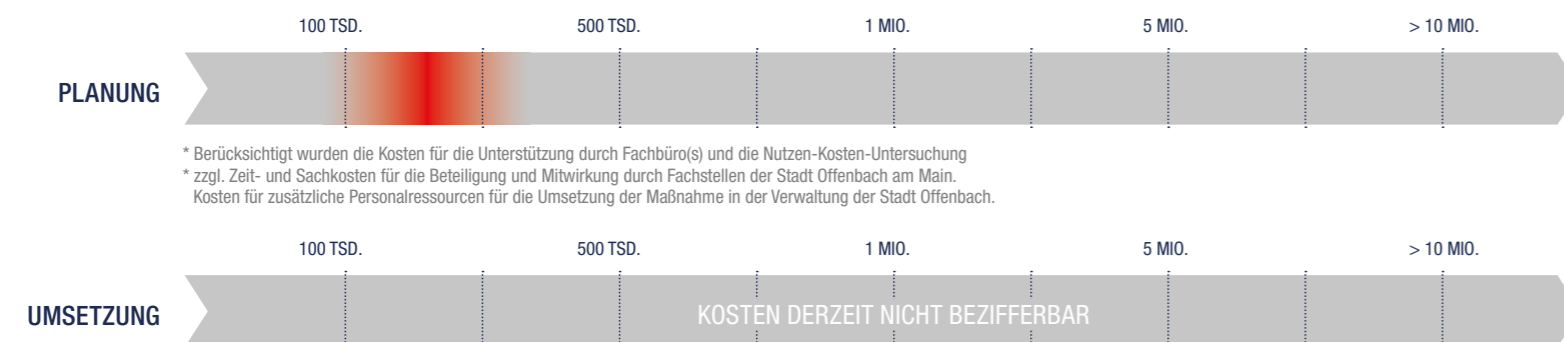 100 TSD. 500 TSD. 1 MIO. 5 MIO. > 10 MIO.
PLANUNG
* Berücksichtigt wurden die Kosten für die Unterstützung durch Fachbüro(s) und die Nutzen-Kosten-Untersuchung
* zzgl. Zeit- und Sachkosten für die Beteiligung und Mitwirkung durch Fachstellen der Stadt Offenbach am Main.
Kosten für zusätzliche Personalressourcen für die Umsetzung der Maßnahme in der Verwaltung der Stadt Offenbach.
100 TSD. 500 TSD. 1 MIO. 5 MIO. > 10 MIO.
UMSETZUNG KOSTEN DERZEIT NICHT BEZIFFERBAR